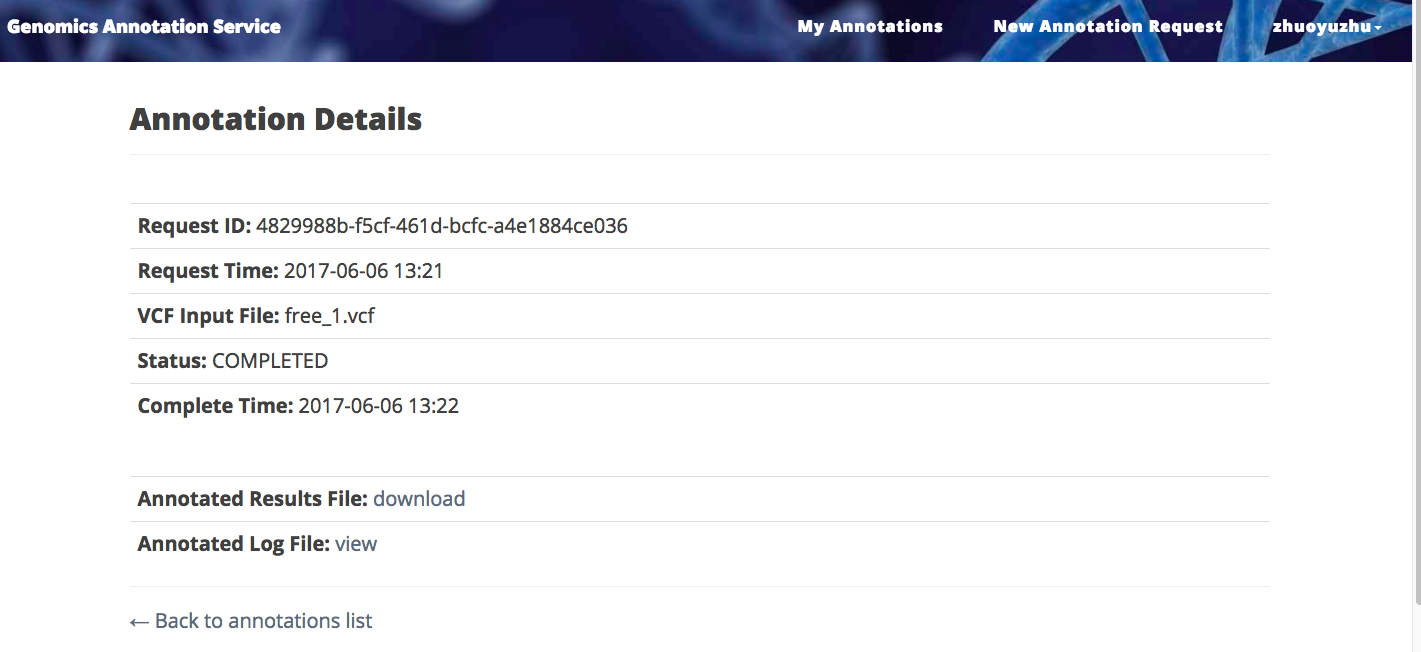 Genomics Annotation Service My Annotations New Annotation Request zhuoyuzhu
Annotation Details
Request ID: 4829988b-f5cf-461d-bcfc-a4e1884ce036
Request Time: 2017-06-06 13:21
VCF Input File: free_1.vcf
Status: COMPLETED
Complete Time: 2017-06-06 13:22
Annotated Results File: download
Annotated Log File: view
← Back to annotations list